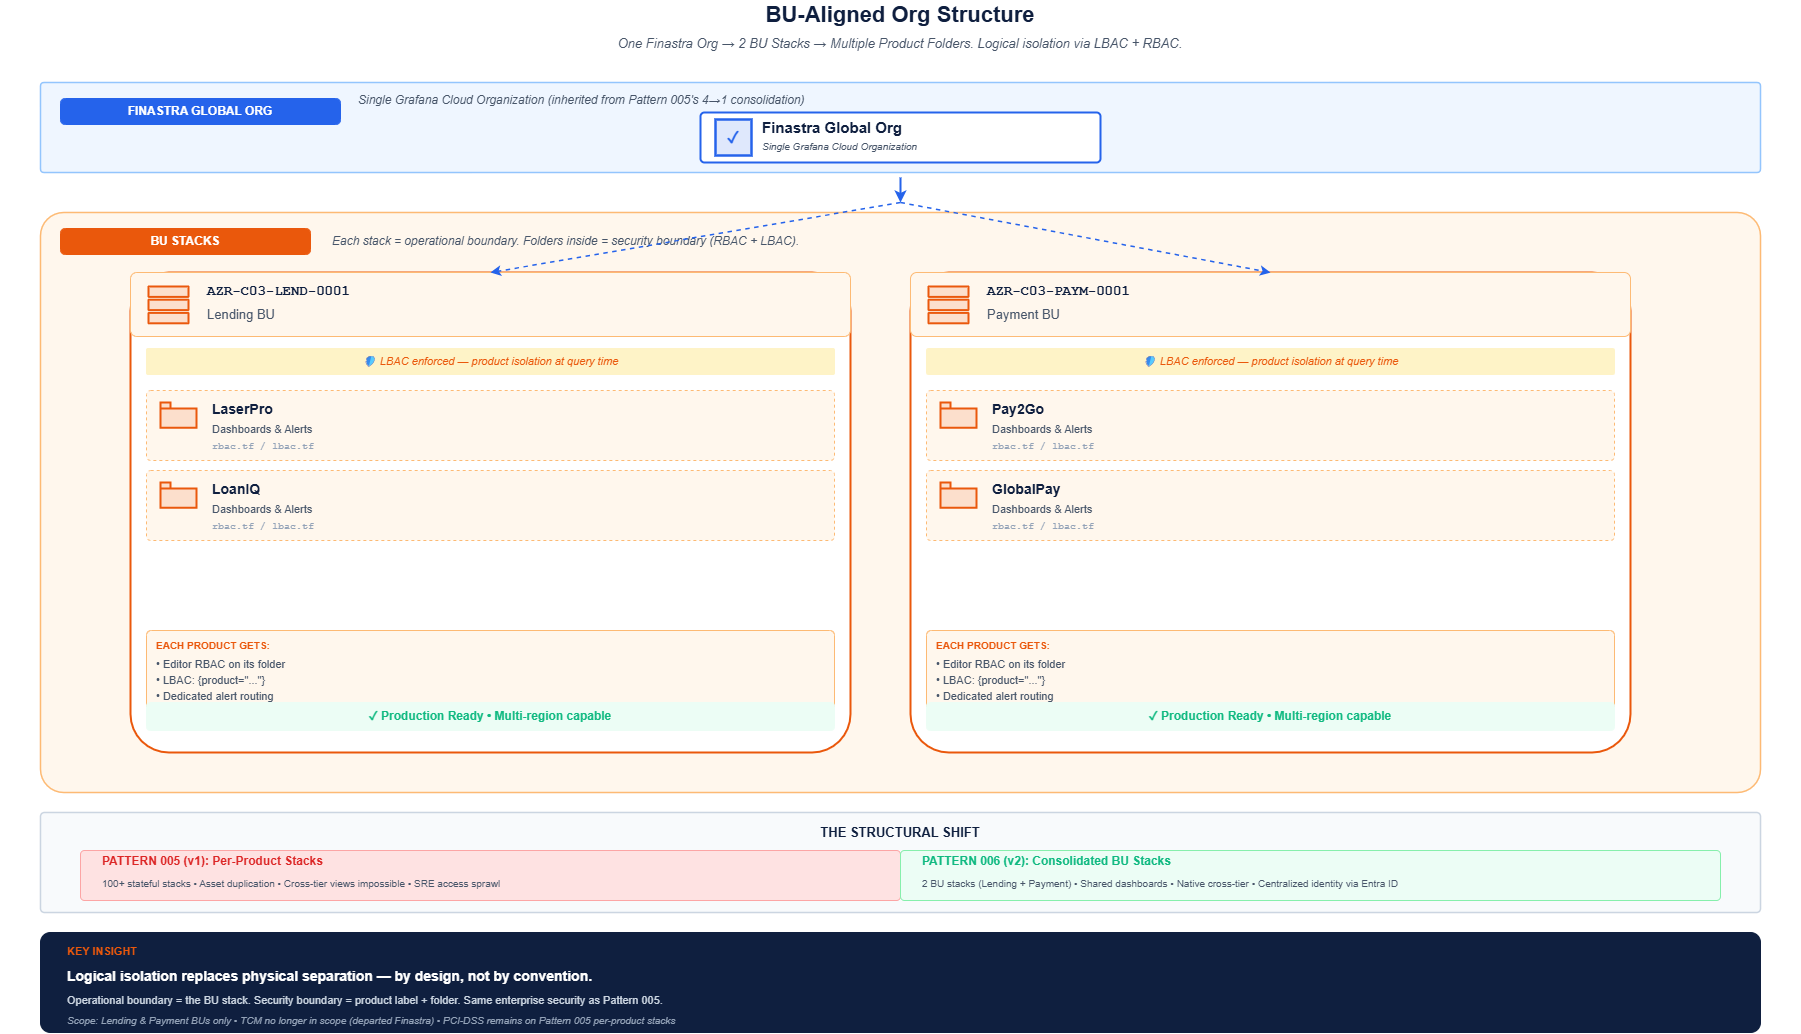 BU-Aligned Org Structure
One Finastra Org → 2 BU Stacks → Multiple Product Folders. Logical isolation via LBAC + RBAC.
FINASTRA GLOBAL ORG
Single Grafana Cloud Organization (inherited from Pattern 005's 4→1 consolidation)
✓ Finastra Global Org
Single Grafana Cloud Organization
BU STACKS
Each stack = operational boundary. Folders inside = security boundary (RBAC + LBAC).
AZR-C03-LEND-0001
Lending BU
LBAC enforced — product isolation at query time
LaserPro
Dashboards & Alerts
rbac.tf / lbac.tf
LoanIQ
Dashboards & Alerts
rbac.tf / lbac.tf
EACH PRODUCT GETS:
• Editor RBAC on its folder
• LBAC: {product="..."}
• Dedicated alert routing
✓ Production Ready • Multi-region capable
AZR-C03-PAYM-0001
Payment BU
LBAC enforced — product isolation at query time
Pay2Go
Dashboards & Alerts
rbac.tf / lbac.tf
GlobalPay
Dashboards & Alerts
rbac.tf / lbac.tf
EACH PRODUCT GETS:
• Editor RBAC on its folder
• LBAC: {product="..."}
• Dedicated alert routing
✓ Production Ready • Multi-region capable
THE STRUCTURAL SHIFT
PATTERN 005 (v1): Per-Product Stacks
100+ stateful stacks • Asset duplication • Cross-tier views impossible • SRE access sprawl
PATTERN 006 (v2): Consolidated BU Stacks
2 BU stacks (Lending + Payment) • Shared dashboards • Native cross-tier • Centralized identity via Entra ID
KEY INSIGHT
Logical isolation replaces physical separation — by design, not by convention.
Operational boundary = the BU stack. Security boundary = product label + folder. Same enterprise security as Pattern 005.
Scope: Lending & Payment BUs only • TCM no longer in scope (departed Finastra) • PCI-DSS remains on Pattern 005 per-product stacks